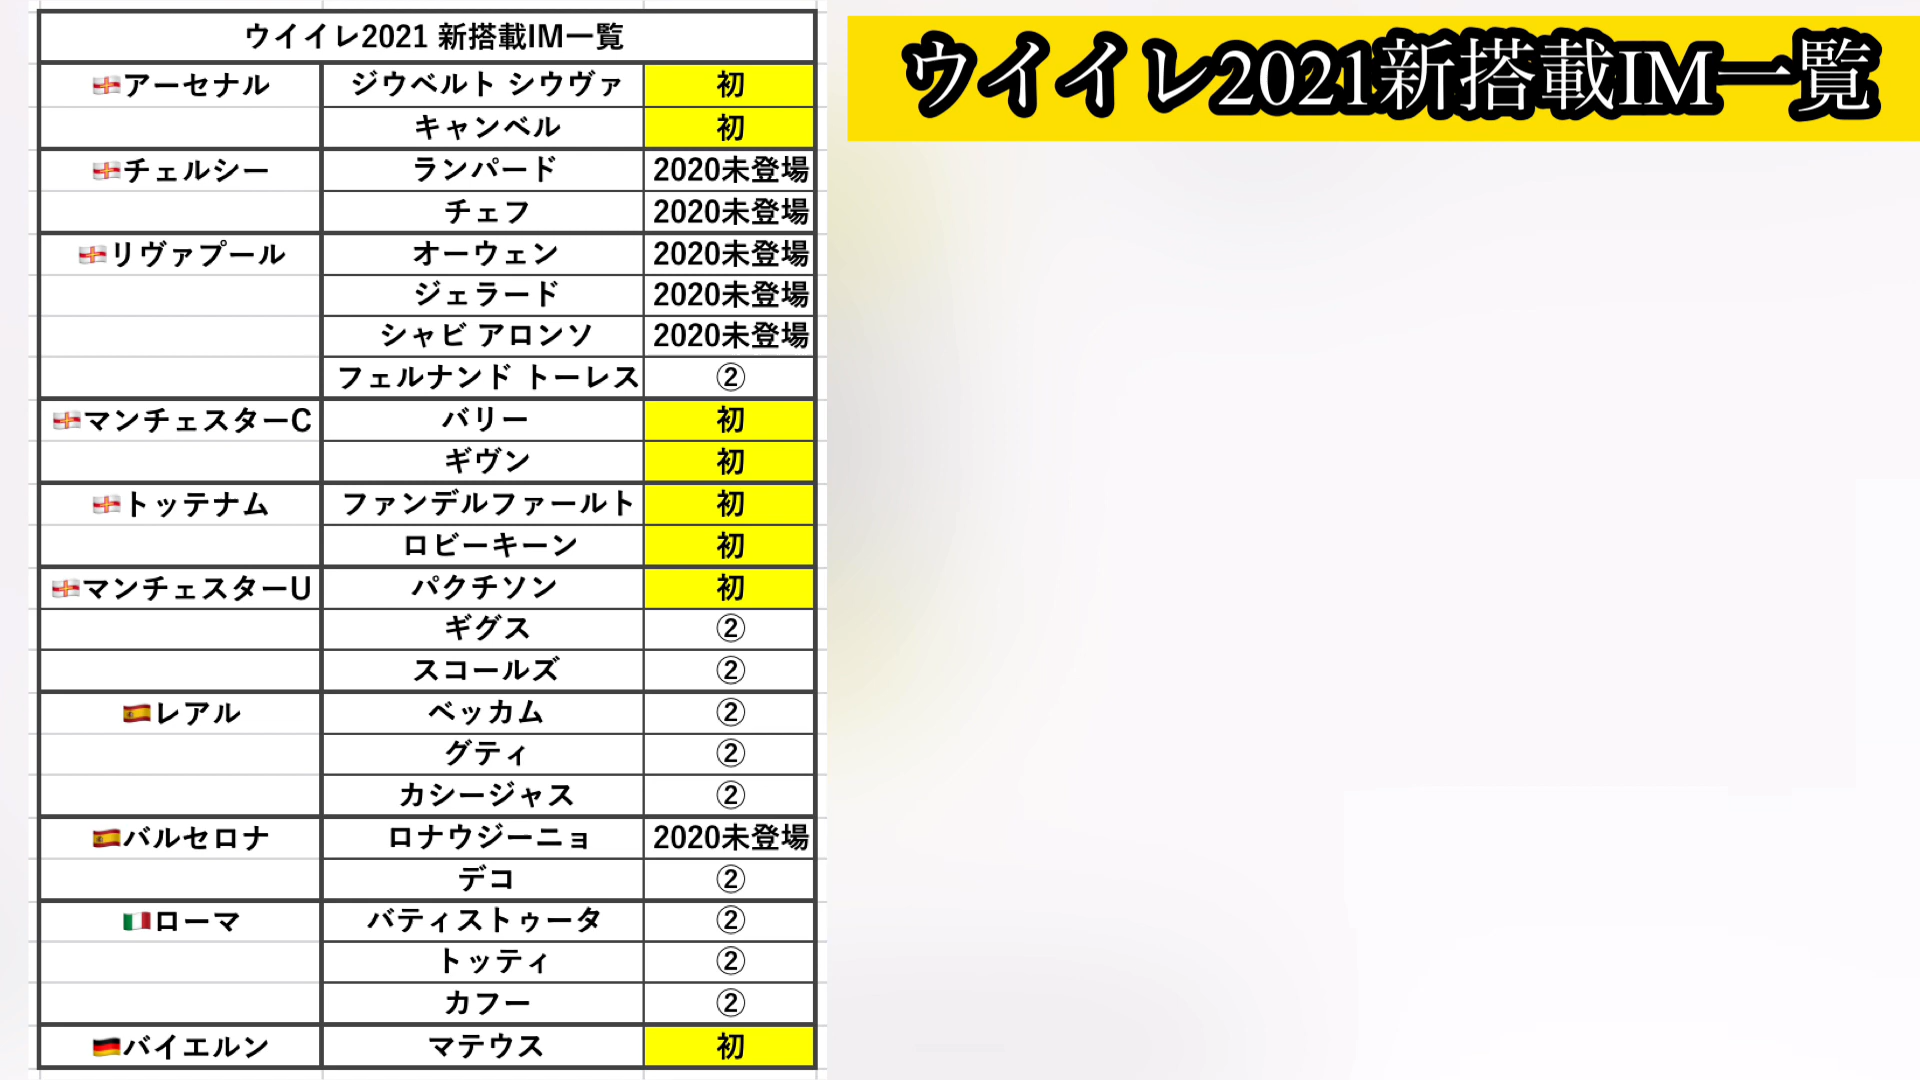 ウイイレ2021 新搭載IM一覧
🏴󠁧󠁢󠁥󠁮󠁧󠁿アーセナル ジウベルト シウヴァ 初
キャンベル 初
🏴󠁧󠁢󠁥󠁮󠁧󠁿チェルシー ランパード 2020未登場
チェフ 2020未登場
🏴󠁧󠁢󠁥󠁮󠁧󠁿リヴァプール オーウェン 2020未登場
ジェラード 2020未登場
シャビ アロンソ 2020未登場
フェルナンド トーレス ②
🏴󠁧󠁢󠁥󠁮󠁧󠁿マンチェスターC バリー 初
ギヴン 初
🏴󠁧󠁢󠁥󠁮󠁧󠁿トッテナム ファンデルファールト 初
ロビーキーン 初
🏴󠁧󠁢󠁥󠁮󠁧󠁿マンチェスターU パクチソン 初
ギグス ②
スコールズ ②
🇪🇸レアル ベッカム ②
グティ ②
カシージャス ②
🇪🇸バルセロナ ロナウジーニョ 2020未登場
デコ ②
🇮🇹ローマ バティストゥータ ②
トッティ ②
カフー ②
🇩🇪バイエルン マテウス 初
ウイイレ2021新搭載IM一覧